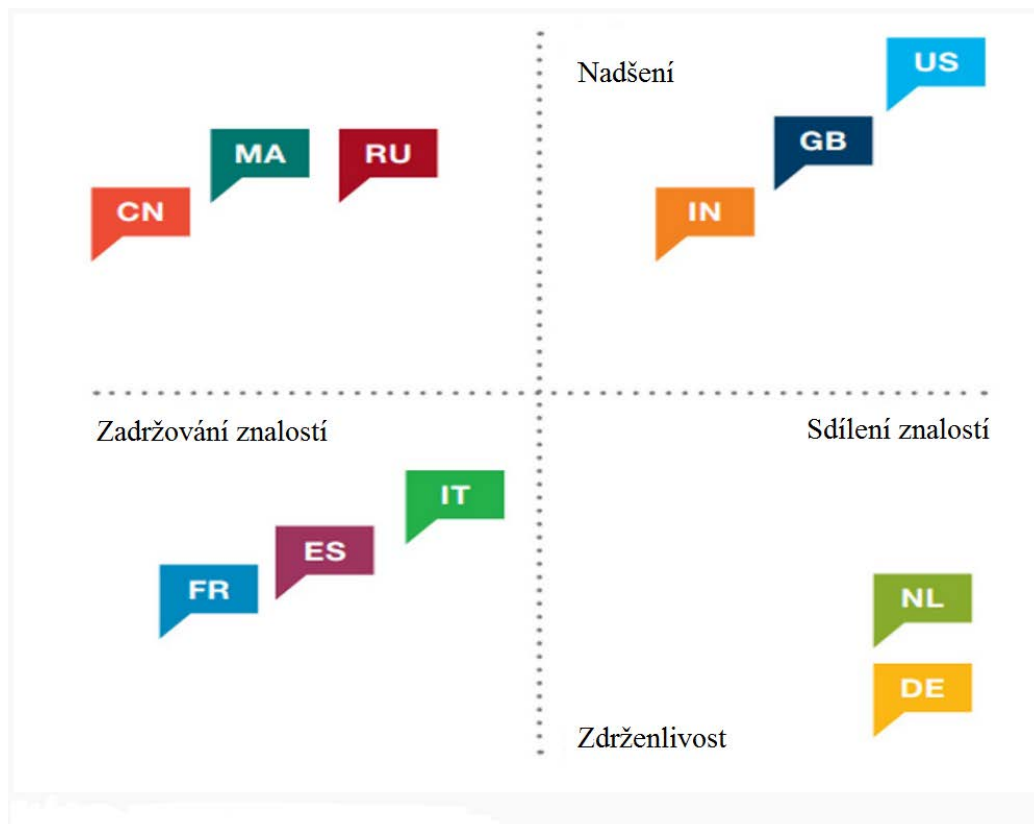 Nadšení
US
GB
MA
RU
CN
IN
Zadržování znalostí
Sdílení znalostí
IT
ES
FR
NL
DE
Zdrženlivost